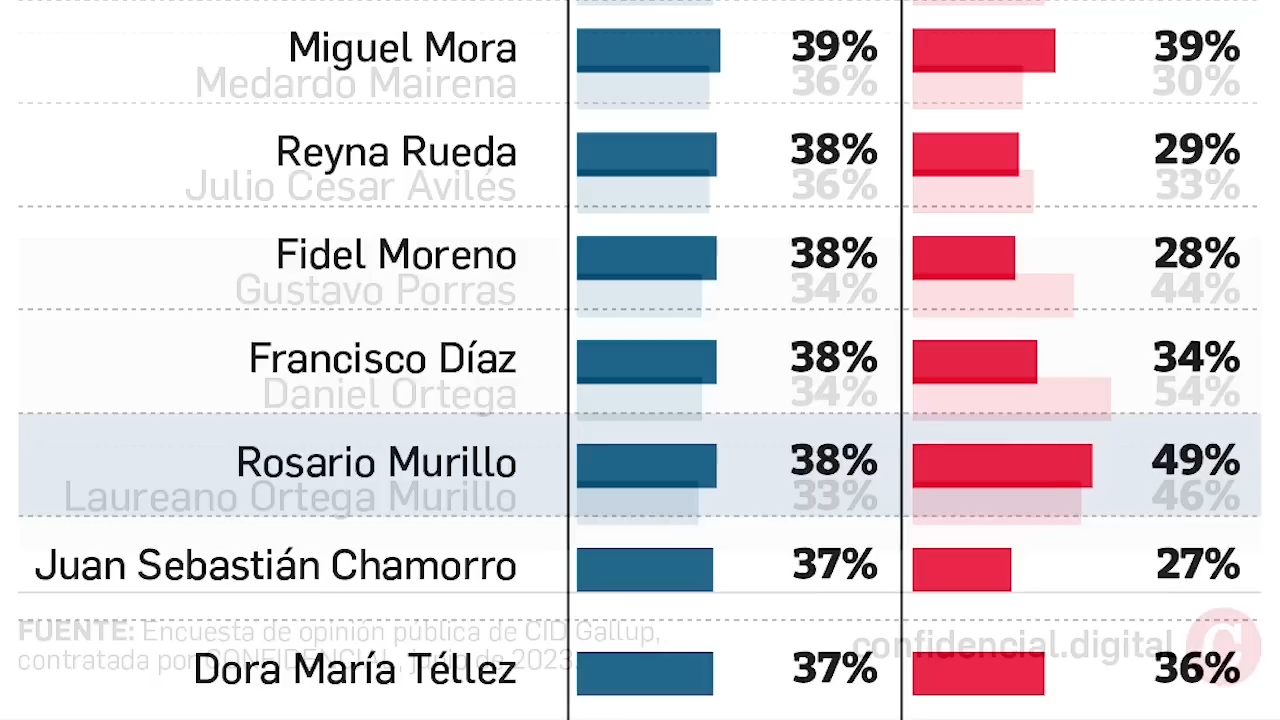 Miguel Mora 39% 39%
Medardo Mairena 36% 30%
Reyna Rueda 38% 29%
Julio César Avilés 36% 33%
Fidel Moreno 38% 28%
Gustavo Porras 34% 44%
Francisco Díaz 38% 34%
Daniel Ortega 34% 54%
Rosario Murillo 38% 49%
Laureano Ortega Murillo 33% 46%
Juan Sebastián Chamorro 37% 27%
FUENTE: Encuesta de opinión pública de CID Gallup,
contratada por CONFIDENCIAL, de 2023.
confidencial.digital C
Dora María Téllez 37% 36%